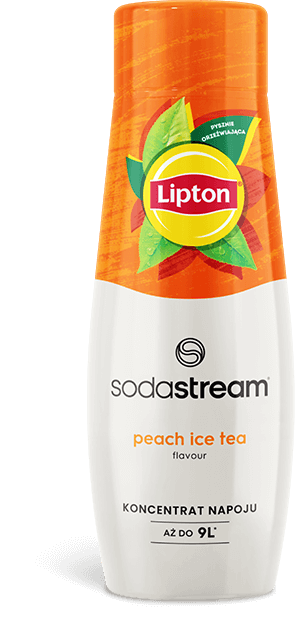 PYSZNIE
ORZEŹWIAJĄCA
Lipton®
sodastream®
peach ice tea
flavour
KONCENTRAT NAPOJU
AŻ DO 9L*